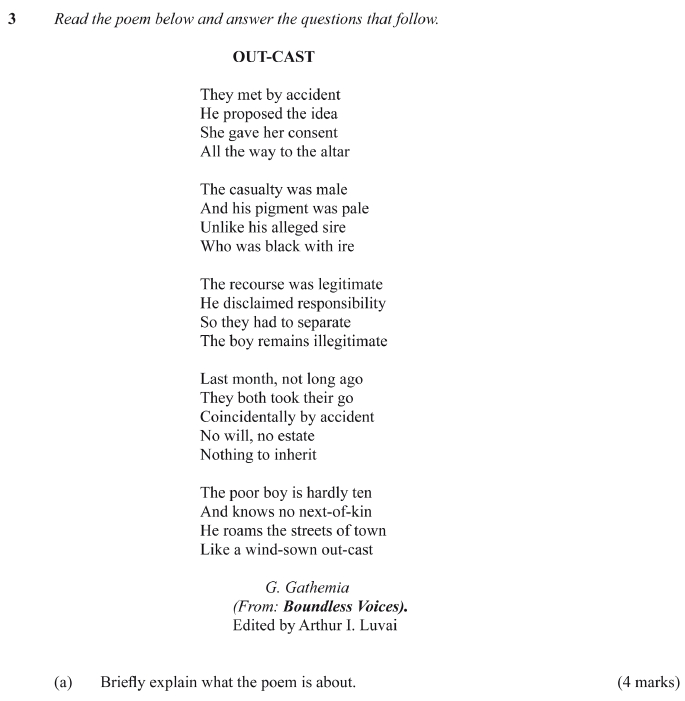 3 Read the poem below and answer the questions that follow.
OUT-CAST
They met by accident
He proposed the idea
She gave her consent
All the way to the altar
The casualty was male
And his pigment was pale
Unlike his alleged sire
Who was black with ire
The recourse was legitimate
He disclaimed responsibility
So they had to separate
The boy remains illegitimate
Last month, not long ago
They both took their go
Coincidentally by accident
No will, no estate
Nothing to inherit
The poor boy is hardly ten
And knows no next-of-kin
He roams the streets of town
Like a wind-sown out-cast
G. Gathemia
(From: Boundless Voices).
Edited by Arthur I. Luvai
(a) Briefly explain what the poem is about. (4 marks)